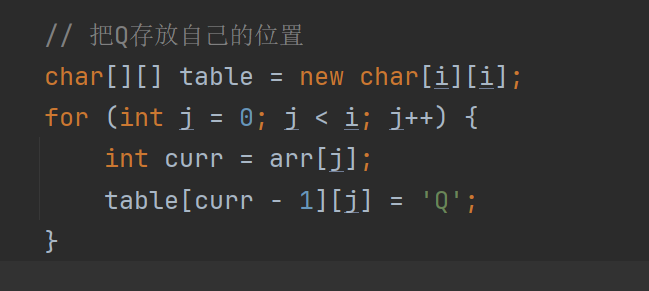 // 把Q存放自己的位置
char[][] table = new char[i][i];
for (int j = 0; j < i; j++) {
    int curr = arr[j];
    table[curr - 1][j] = 'Q';
}